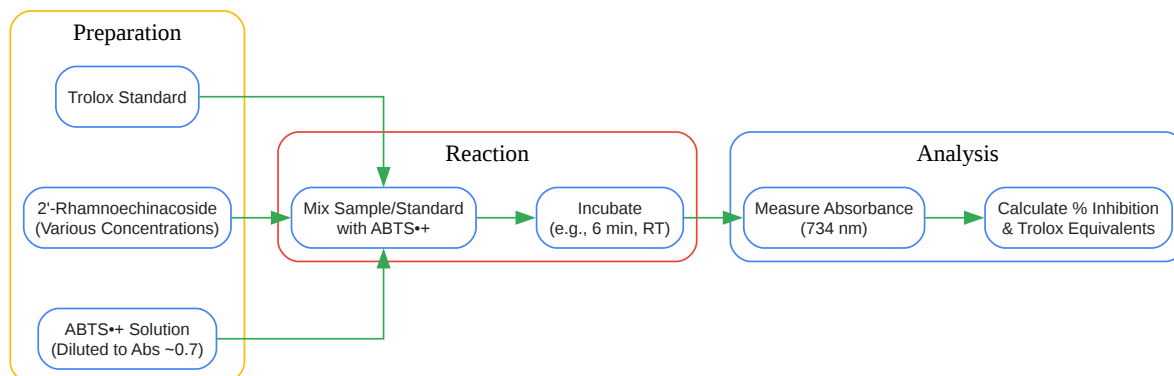 Preparation
Trolox Standard
2'-Rhamnoechinacoside
(Various Concentrations)
ABTS•+ Solution
(Diluted to Abs ~0.7)
Reaction
Mix Sample/Standard
with ABTS•+
Incubate
(e.g., 6 min, RT)
Analysis
Measure Absorbance
(734 nm)
Calculate % Inhibition
& Trolox Equivalents